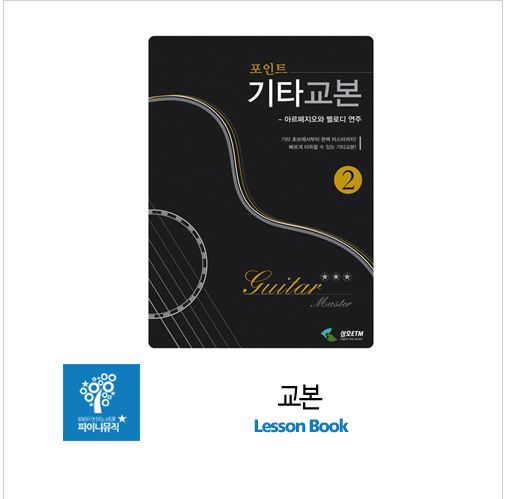 포인트
기타교본
- 아르페지오와 멜로디 연주
기타 초보에서부터 완벽 마스터까지!
빠르게 터득할 수 있는 기타교본!
2
Guitar
Master
삼호ETM
파이니뮤직
교본
Lesson Book